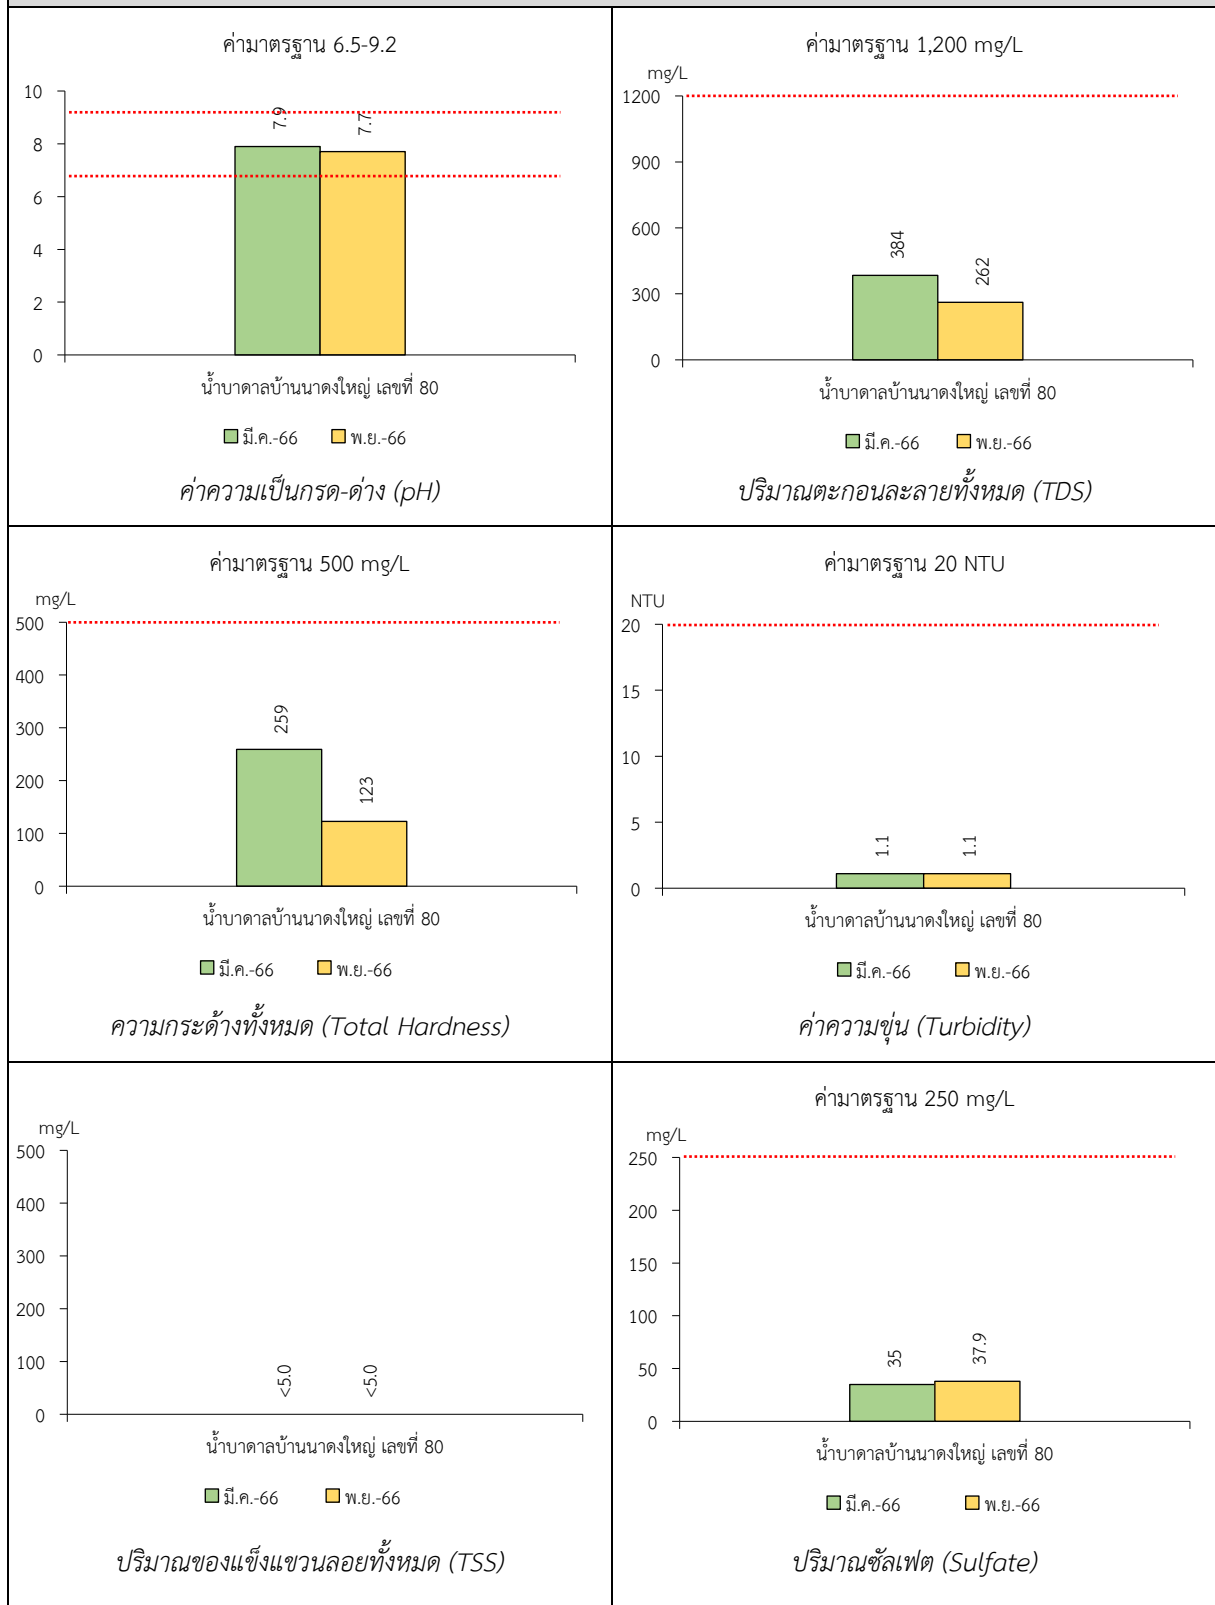 ค่ามาตรฐาน 6.5-9.2
10
8
6
4
2
0
7.9
7.7
น้ำบาดาลบ้านนาดงใหญ่ เลขที่ 80
มี.ค.-66 พ.ย.-66
ค่าความเป็นกรด-ด่าง (pH)
ค่ามาตรฐาน 1,200 mg/L
mg/L
1200
900
600
300
0
384
262
น้ำบาดาลบ้านนาดงใหญ่ เลขที่ 80
มี.ค.-66 พ.ย.-66
ปริมาณตะกอนละลายทั้งหมด (TDS)
ค่ามาตรฐาน 500 mg/L
mg/L
500
400
300
200
100
0
259
123
น้ำบาดาลบ้านนาดงใหญ่ เลขที่ 80
มี.ค.-66 พ.ย.-66
ความกระด้างทั้งหมด (Total Hardness)
ค่ามาตรฐาน 20 NTU
NTU
20
15
10
5
0
1.1
1.1
น้ำบาดาลบ้านนาดงใหญ่ เลขที่ 80
มี.ค.-66 พ.ย.-66
ค่าความขุ่น (Turbidity)
mg/L
500
400
300
200
100
0
<5.0
<5.0
น้ำบาดาลบ้านนาดงใหญ่ เลขที่ 80
มี.ค.-66 พ.ย.-66
ปริมาณของแข็งแขวนลอยทั้งหมด (TSS)
ค่ามาตรฐาน 250 mg/L
mg/L
250
200
150
100
50
0
35
37.9
น้ำบาดาลบ้านนาดงใหญ่ เลขที่ 80
มี.ค.-66 พ.ย.-66
ปริมาณซัลเฟต (Sulfate)